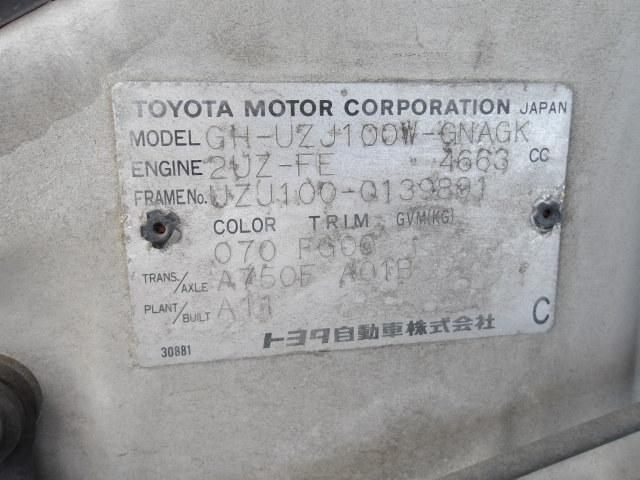 TOYOTA MOTOR CORPORATION JAPAN
MODEL GH-UZJ100W-GNAGK
ENGINE 2UZ-FE 4663 CC
FRAME No. UZJ100-0139891
COLOR TRIM GVM(KG)
070 FG00
TRANS./AXLE A750F A01B
PLANT/BUILT A11
トヨタ自動車株式会社
C
30881